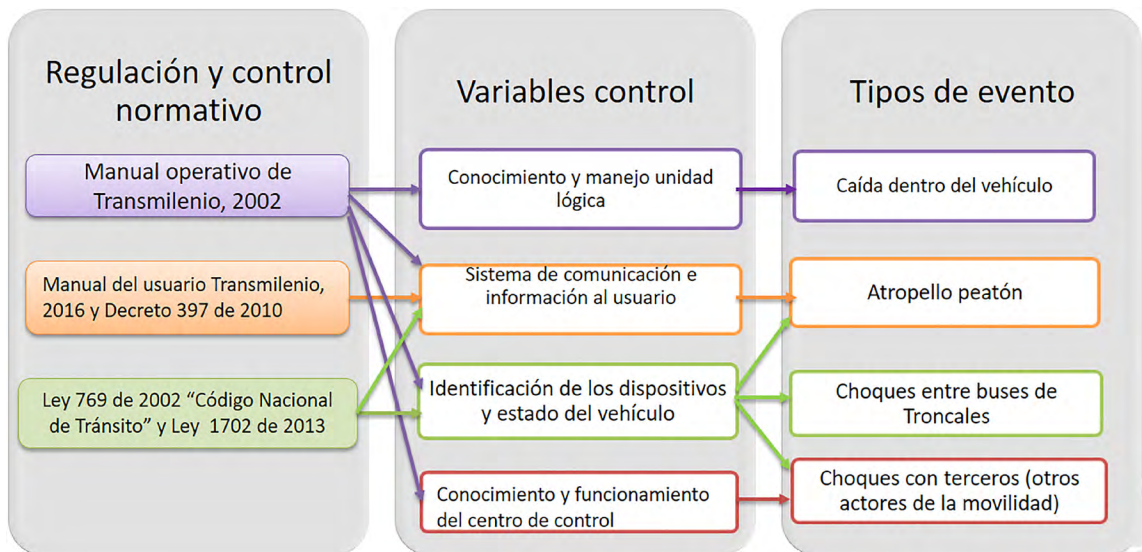 Regulación y control
normativo
Manual operativo de
Transmilenio, 2002
Manual del usuario Transmilenio,
2016 y Decreto 397 de 2010
Ley 769 de 2002 “Código Nacional
de Tránsito” y Ley 1702 de 2013
Variables control
Conocimiento y manejo unidad
lógica
Sistema de comunicación e
información al usuario
Identificación de los dispositivos
y estado del vehículo
Conocimiento y funcionamiento
del centro de control
Tipos de evento
Caída dentro del vehículo
Atropello peatón
Choques entre buses de
Troncales
Choques con terceros (otros
actores de la movilidad)